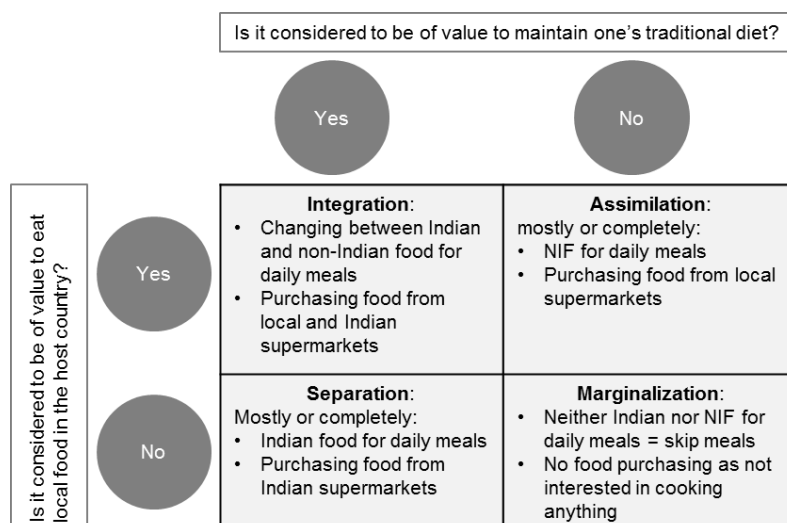 Is it considered to be of value to maintain one's traditional diet?
Yes
No
Is it considered to be of value to eat
local food in the host country?
Yes
Integration:
• Changing between Indian
and non-Indian food for
daily meals
• Purchasing food from
local and Indian
supermarkets
Assimilation:
mostly or completely:
• NIF for daily meals
• Purchasing food from local
supermarkets
No
Separation:
Mostly or completely:
• Indian food for daily meals
• Purchasing food from
Indian supermarkets
Marginalization:
• Neither Indian nor NIF for
daily meals = skip meals
• No food purchasing as not
interested in cooking
anything